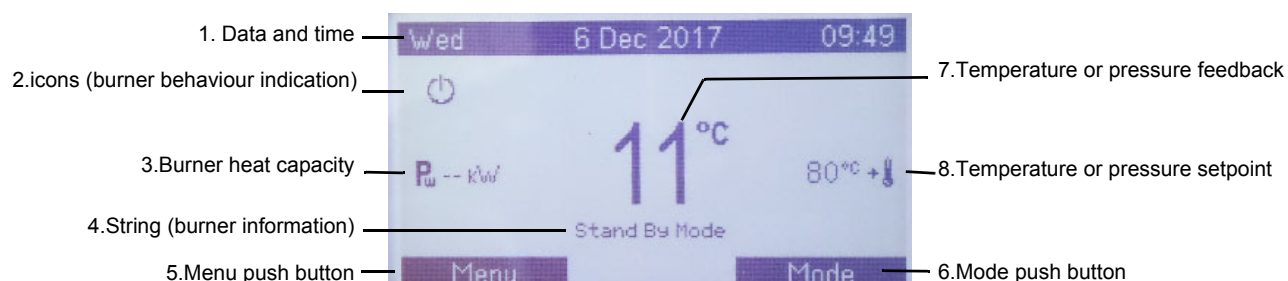 1. Data and time
Wed 6 Dec 2017 09:49
2.icons (burner behaviour indication)
7.Temperature or pressure feedback
11°C
3.Burner heat capacity
Pw -- kW
80°C
8.Temperature or pressure setpoint
4.String (burner information)
Stand By Mode
5.Menu push button
Menu
Mode
6.Mode push button